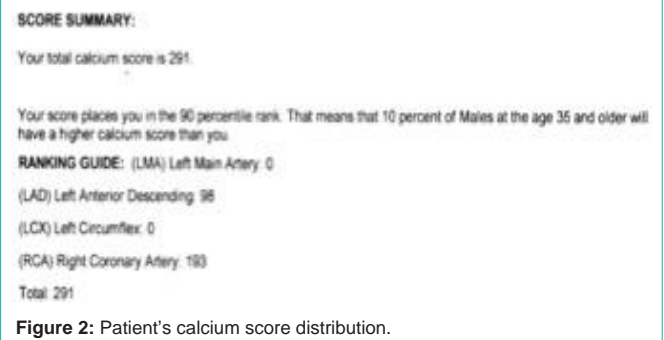 SCORE SUMMARY:
Your total calcium score is 291.
Your score places you in the 90 percentile rank. That means that 10 percent of Males at the age 35 and older will
have a higher calcium score than you.
RANKING GUIDE: (LMA) Left Main Artery: 0
(LAD) Left Anterior Descending: 98
(LCX) Left Circumflex: 0
(RCA) Right Coronary Artery: 193
Total: 291
Figure 2: Patient's calcium score distribution.